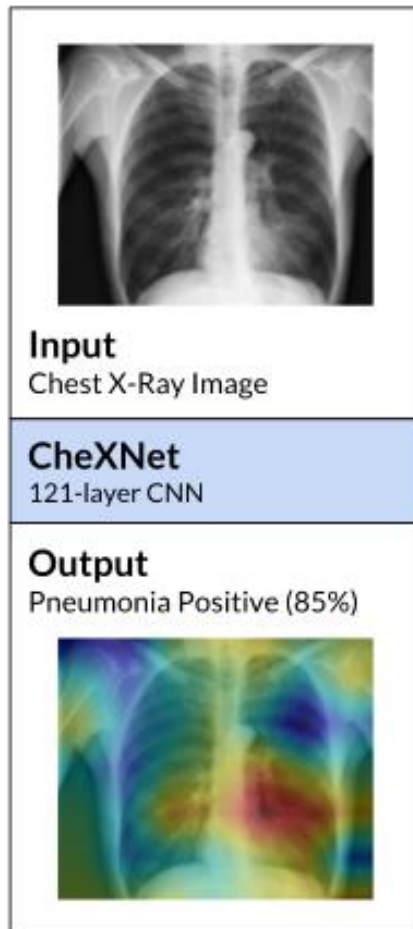 Input
Chest X-Ray Image
CheXNet
121-layer CNN
Output
Pneumonia Positive (85%)